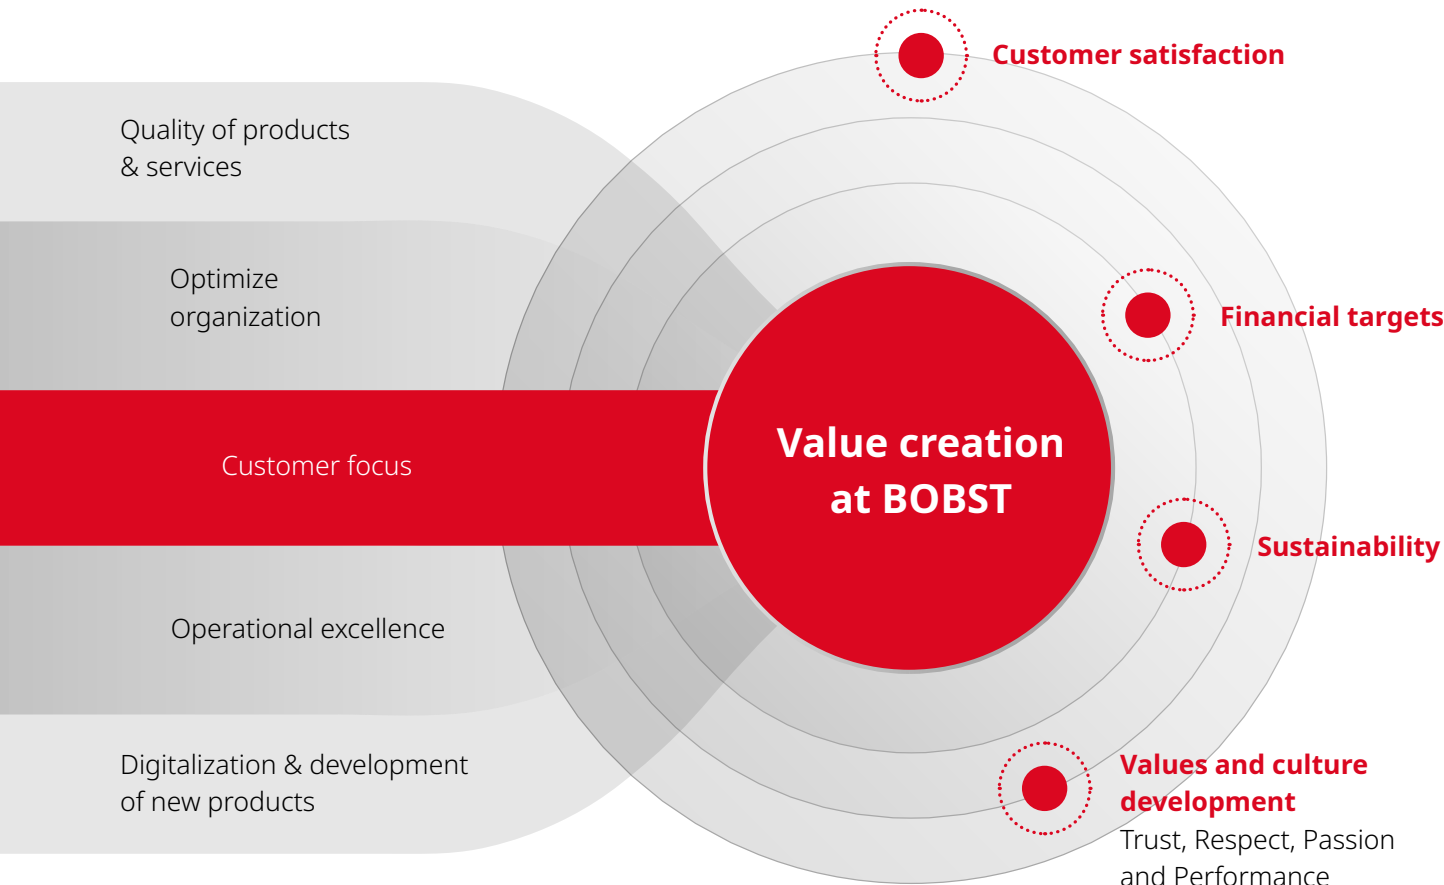 Quality of products
& services
Optimize
organization
Customer focus
Operational excellence
Digitalization & development
of new products
Value creation
at BOBST
Customer satisfaction
Financial targets
Sustainability
Values and culture
development
Trust, Respect, Passion
and Performance